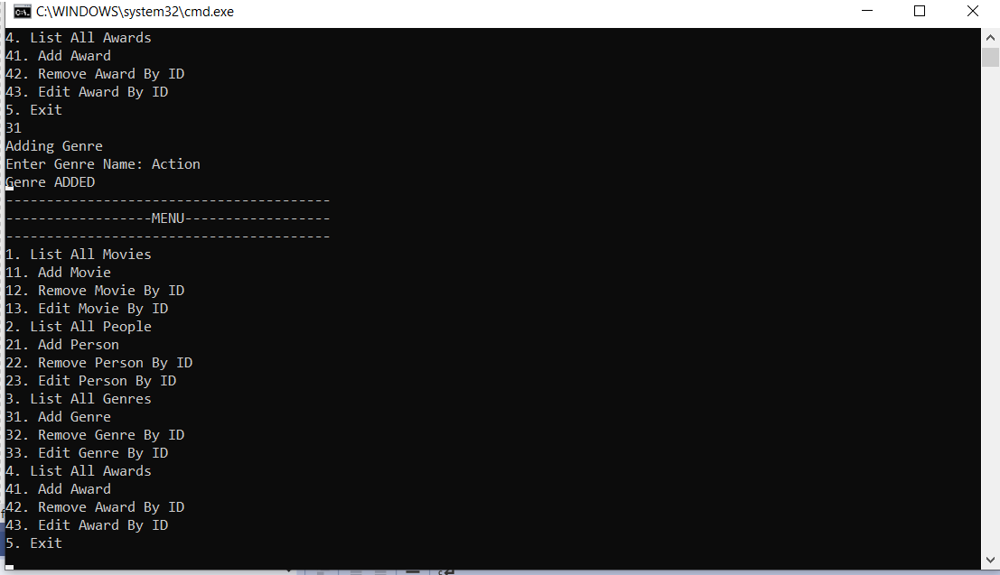 C:\WINDOWS\system32\cmd.exe
4. List All Awards
41. Add Award
42. Remove Award By ID
43. Edit Award By ID
5. Exit
31
Adding Genre
Enter Genre Name: Action
Genre ADDED
----------------------------------------
------------------MENU------------------
----------------------------------------
1. List All Movies
11. Add Movie
12. Remove Movie By ID
13. Edit Movie By ID
2. List All People
21. Add Person
22. Remove Person By ID
23. Edit Person By ID
3. List All Genres
31. Add Genre
32. Remove Genre By ID
33. Edit Genre By ID
4. List All Awards
41. Add Award
42. Remove Award By ID
43. Edit Award By ID
5. Exit